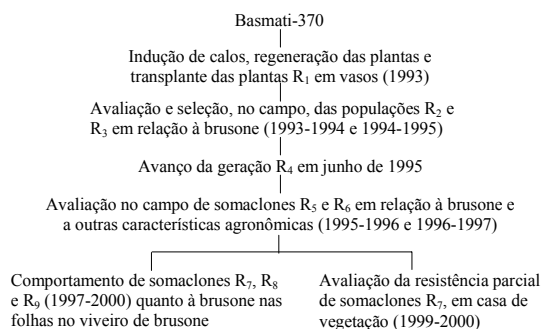 Basmati-370
Indução de calos, regeneração das plantas e
transplante das plantas R₁ em vasos (1993)
Avaliação e seleção, no campo, das populações R₂ e
R₃ em relação à brusone (1993-1994 e 1994-1995)
Avanço da geração R₄ em junho de 1995
Avaliação no campo de somaclones R₅ e R₆ em relação à brusone e
a outras características agronômicas (1995-1996 e 1996-1997)
Comportamento de somaclones R₇, R₈
e R₉ (1997-2000) quanto à brusone nas
folhas no viveiro de brusone
Avaliação da resistência parcial
de somaclones R₇, em casa de
vegetação (1999-2000)